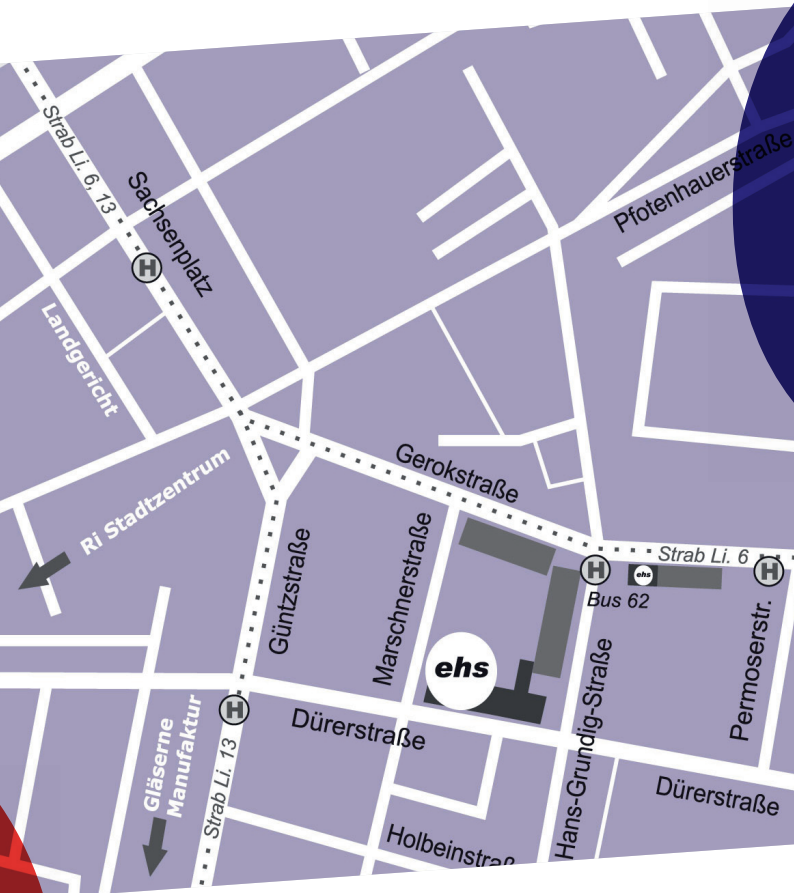 Strab Li. 6, 13
Sachsenplatz
H
Pfotenhauerstraße
Landgericht
Ri Stadtzentrum
Gerokstraße
Güntzstraße
Marschnerstraße
Strab Li. 6
H
ehs
H
Bus 62
ehs
Permoserstr.
Hans-Grundig-Straße
H
Dürerstraße
Gläserne
Manufaktur
Strab Li. 13
Dürerstraße
Holbeinstraß